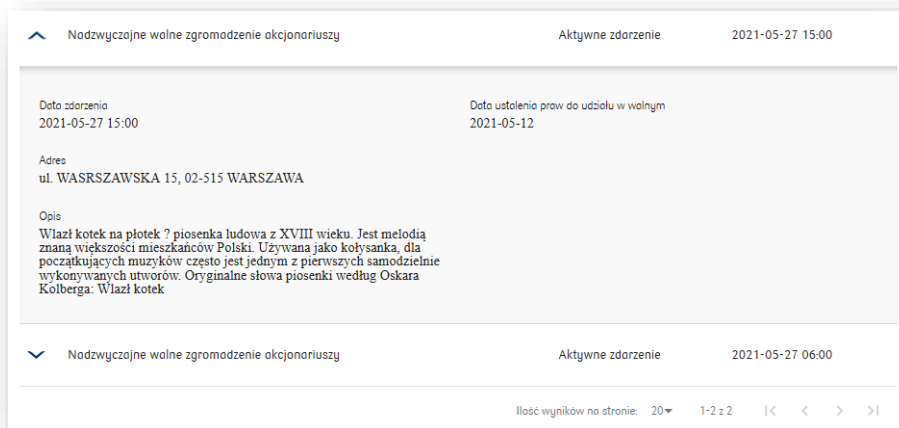 Nadzwyczajne walne zgromadzenie akcjonariuszy Aktywne zdarzenie 2021-05-27 15:00
Data zdarzenia Data ustalenia praw do udziału w walnym
2021-05-27 15:00 2021-05-12
Adres
ul. WASRSZAWSKA 15, 02-515 WARSZAWA
Opis
Wlazł kotek na płotek ? piosenka ludowa z XVIII wieku. Jest melodią
znaną większości mieszkańców Polski. Używana jako kołysanka, dla
początkujących muzyków często jest jednym z pierwszych samodzielnie
wykonywanych utworów. Oryginalne słowa piosenki według Oskara
Kolberga: Wlazł kotek
Nadzwyczajne walne zgromadzenie akcjonariuszy Aktywne zdarzenie 2021-05-27 06:00
Ilość wyników na stronie: 20 1-2 z 2